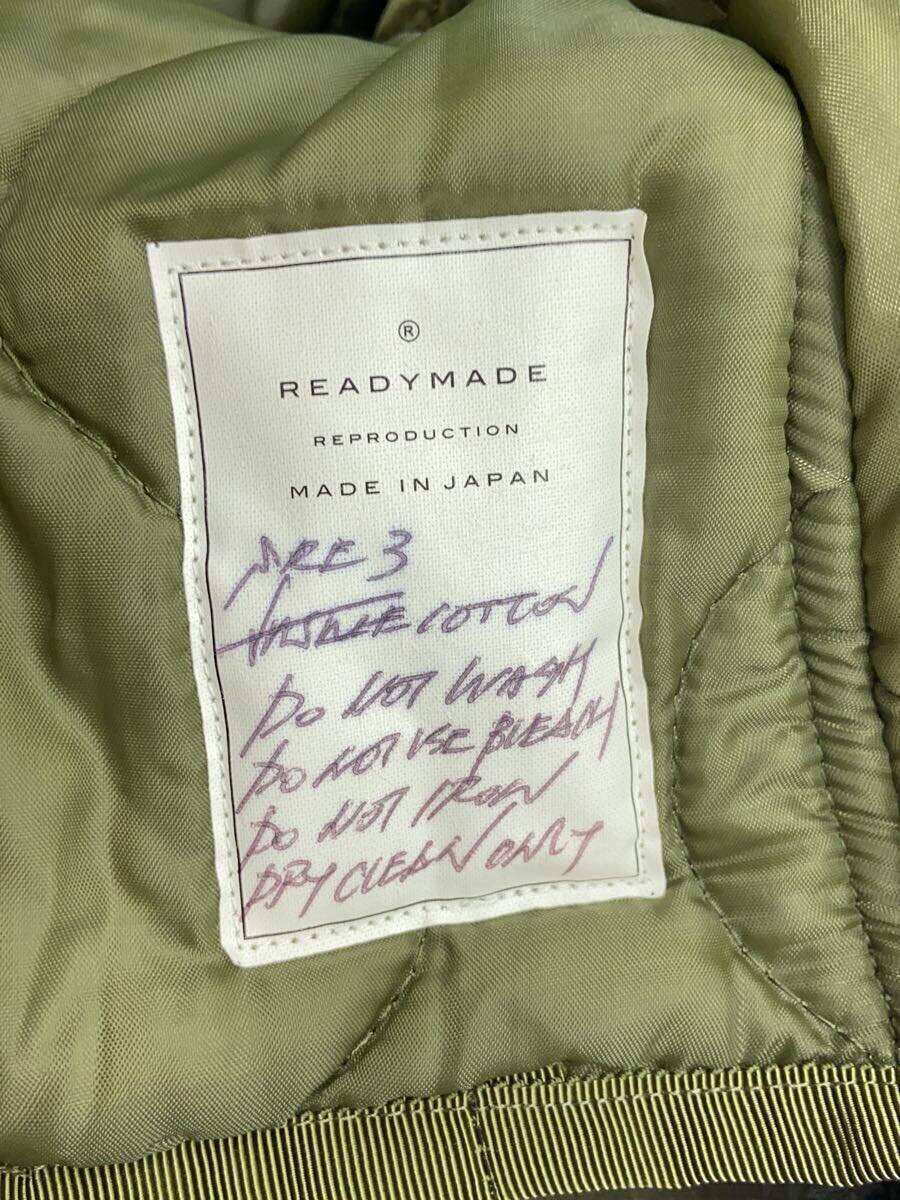 ®
READYMADE
REPRODUCTION
MADE IN JAPAN
3
COTTON
DO NOT WASH
DO NOT USE BLEACH
DO NOT IRON
DRY CLEAN ONLY